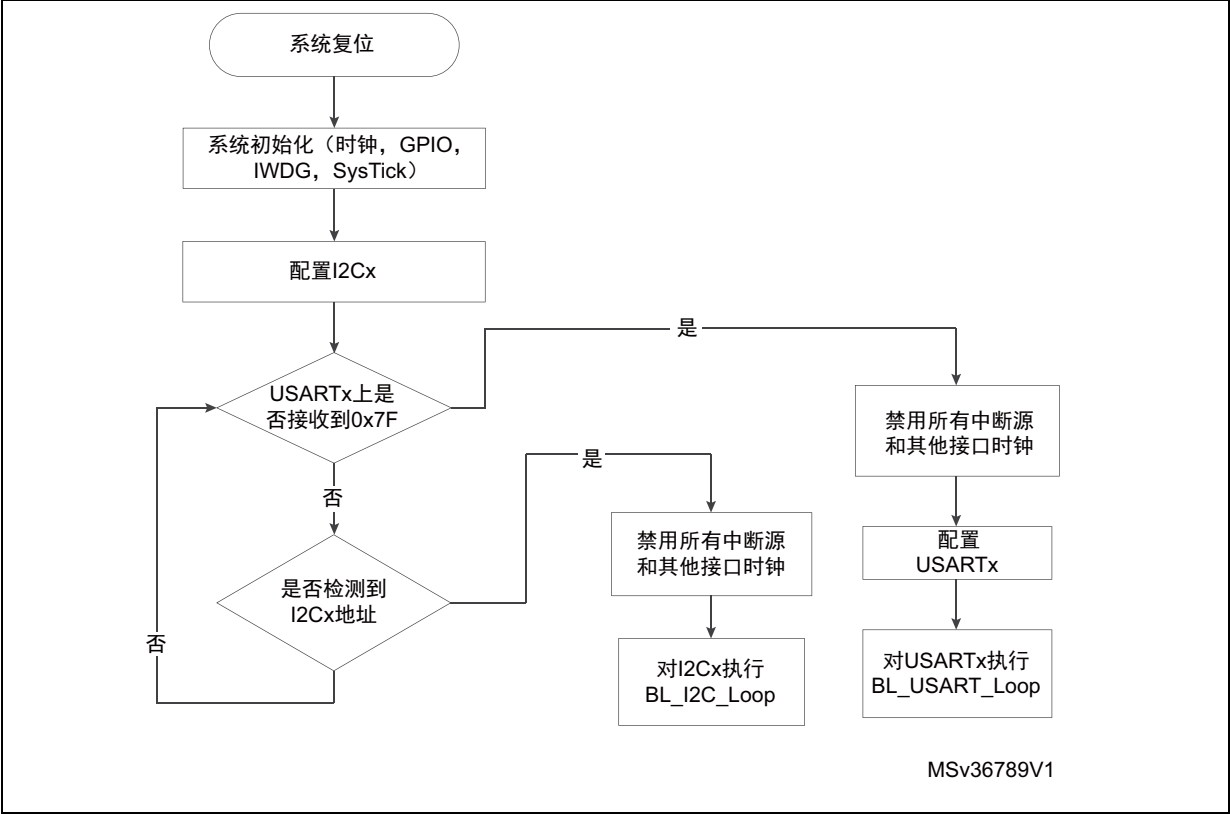 系统复位
系统初始化（时钟，GPIO，
IWDG，SysTick）
配置I2Cx
是
USARTx上是
否接收到0x7F
禁用所有中断源
和其他接口时钟
是
否
禁用所有中断源
和其他接口时钟
配置
USARTx
是否检测到
I2Cx地址
否
对I2Cx执行
BL_I2C_Loop
对USARTx执行
BL_USART_Loop
MSv36789V1